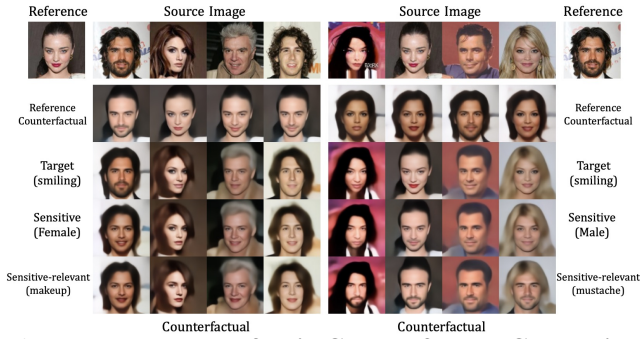 Reference
Source Image
Source Image
Reference
Reference
Counterfactual
Reference
Counterfactual
Target
(smiling)
Target
(smiling)
Sensitive
(Female)
Sensitive
(Male)
Sensitive-relevant
(makeup)
Sensitive-relevant
(mustache)
Counterfactual
Counterfactual